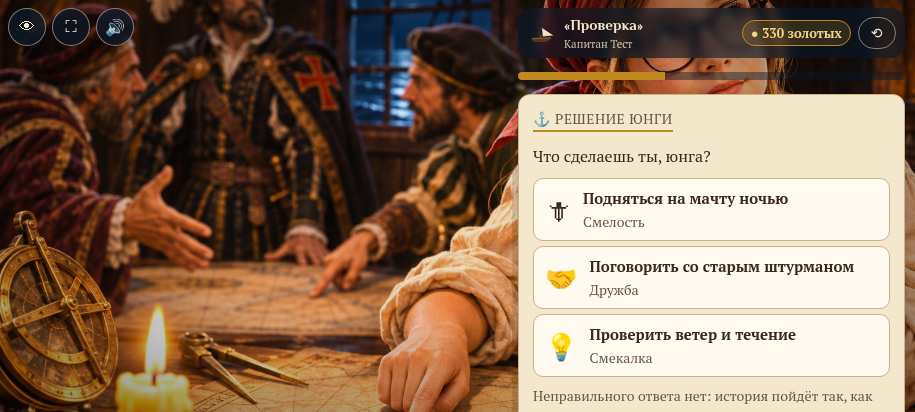 «Проверка»
Капитан Тест
● 330 золотых
⚓ РЕШЕНИЕ ЮНГИ
Что сделаешь ты, юнга?
Подняться на мачту ночью
Смелость
Поговорить со старым штурманом
Дружба
Проверить ветер и течение
Смекалка
Неправильного ответа нет: история пойдёт так, как